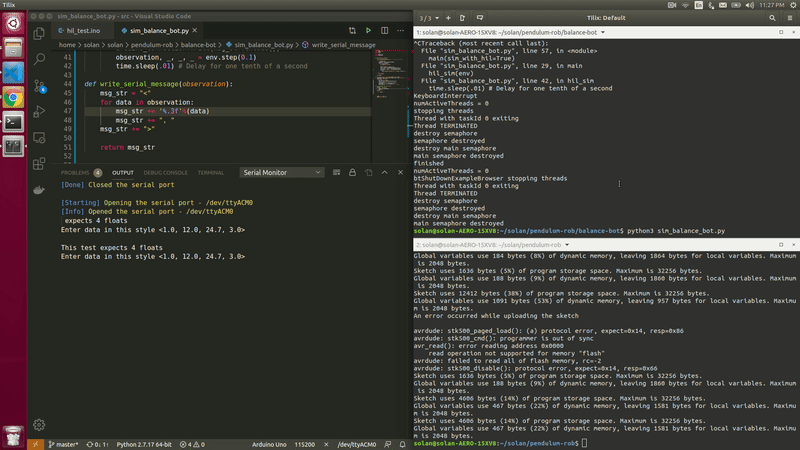 Tilix
11:27 PM
hil_test.ino
sim_balance_bot.py - src - Visual Studio Code
sim_balance_bot.py
home > solan > solan > pendulum-rob > balance-bot > sim_balance_bot.py > write_serial_message
41 observation, _, _, _ = env.step(0.1)
42 time.sleep(.01) # Delay for one tenth of a second
43
44 def write_serial_message(observation):
45 msg_str = "<"
46 for data in observation:
47 msg_str += '%.3f'%(data)
48 msg_str += ", "
49 msg_str += ">"
50
51 return msg_str
52
PROBLEMS 4 OUTPUT DEBUG CONSOLE TERMINAL Serial Monitor
[Done] Closed the serial port
[Starting] Opening the serial port - /dev/ttyACM0
[Info] Opened the serial port - /dev/ttyACM0
expects 4 floats
Enter data in this style <1.0, 12.0, 24.7, 3.0>
This test expects 4 floats
Enter data in this style <1.0, 12.0, 24.7, 3.0>
master* 0↓ 1↑ Python 2.7.17 64-bit 4 0 Arduino Uno 115200 /dev/ttyACM0
3 / 3
Tilix: Default
1: solan@solan-AERO-15XV8: ~/solan/pendulum-rob/balance-bot
^CTraceback (most recent call last):
File "sim_balance_bot.py", line 57, in <module>
main(sim_with_hil=True)
File "sim_balance_bot.py", line 29, in main
hil_sim(env)
File "sim_balance_bot.py", line 42, in hil_sim
time.sleep(.01) # Delay for one tenth of a second
KeyboardInterrupt
numActiveThreads = 0
stopping threads
Thread with taskId 0 exiting
Thread TERMINATED
destroy semaphore
semaphore destroyed
destroy main semaphore
main semaphore destroyed
finished
numActiveThreads = 0
btShutDownExampleBrowser stopping threads
Thread with taskId 0 exiting
Thread TERMINATED
destroy semaphore
semaphore destroyed
destroy main semaphore
main semaphore destroyed
solan@solan-AERO-15XV8:~/solan/pendulum-rob/balance-bot$ python3 sim_balance_bot.py
2: solan@solan-AERO-15XV8: ~/solan/pendulum-rob
Global variables use 184 bytes (8%) of dynamic memory, leaving 1864 bytes for local variables. Maximum
is 2048 bytes.
Sketch uses 1636 bytes (5%) of program storage space. Maximum is 32256 bytes.
Global variables use 188 bytes (9%) of dynamic memory, leaving 1860 bytes for local variables. Maximum
is 2048 bytes.
Sketch uses 12412 bytes (38%) of program storage space. Maximum is 32256 bytes.
Global variables use 1091 bytes (53%) of dynamic memory, leaving 957 bytes for local variables. Maximum
is 2048 bytes.
An error occurred while uploading the sketch
avrdude: stk500_paged_load(): (a) protocol error, expect=0x14, resp=0x86
avrdude: stk500_cmd(): programmer is out of sync
avr_read(): error reading address 0x0000
read operation not supported for memory "flash"
avrdude: failed to read all of flash memory, rc=-2
avrdude: stk500_disable(): protocol error, expect=0x14, resp=0x66
Sketch uses 1636 bytes (5%) of program storage space. Maximum is 32256 bytes.
Global variables use 188 bytes (9%) of dynamic memory, leaving 1860 bytes for local variables. Maximum
is 2048 bytes.
Sketch uses 4606 bytes (14%) of program storage space. Maximum is 32256 bytes.
Global variables use 467 bytes (22%) of dynamic memory, leaving 1581 bytes for local variables. Maximu
m is 2048 bytes.
Sketch uses 4606 bytes (14%) of program storage space. Maximum is 32256 bytes.
Global variables use 467 bytes (22%) of dynamic memory, leaving 1581 bytes for local variables. Maximu
m is 2048 bytes.
solan@solan-AERO-15XV8:~/solan/pendulum-rob$